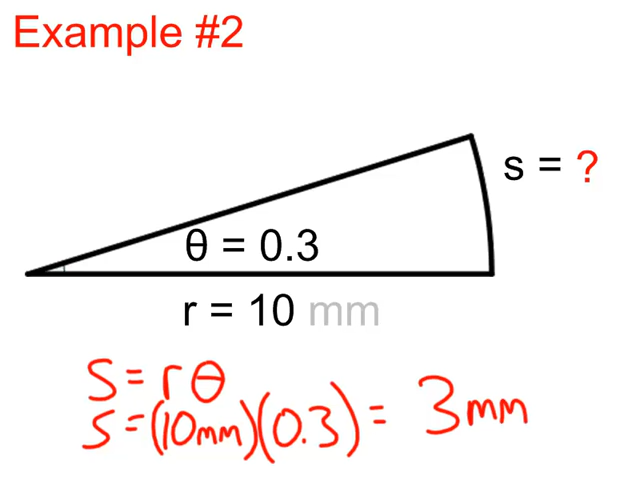 Example #2
s = ?
θ = 0.3
r = 10 mm
S = rθ
S = (10mm)(0.3) = 3mm